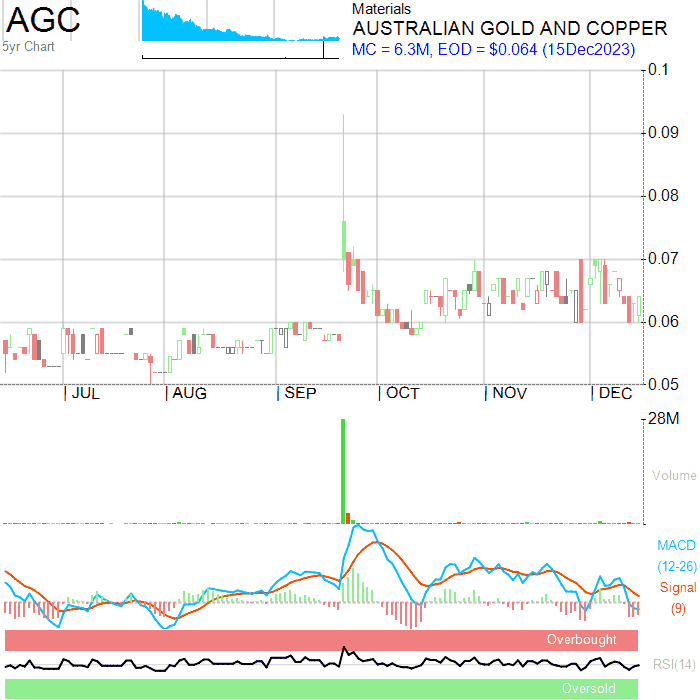 AGC
5yr Chart
Materials
AUSTRALIAN GOLD AND COPPER
MC = 6.3M, EOD = $0.064 (15Dec2023)
0.1
0.09
0.08
0.07
0.06
0.05
| JUL | AUG | SEP | OCT | NOV | DEC
28M
Volume
MACD
(12-26)
Signal
(9)
Overbought
RSI(14)
Oversold